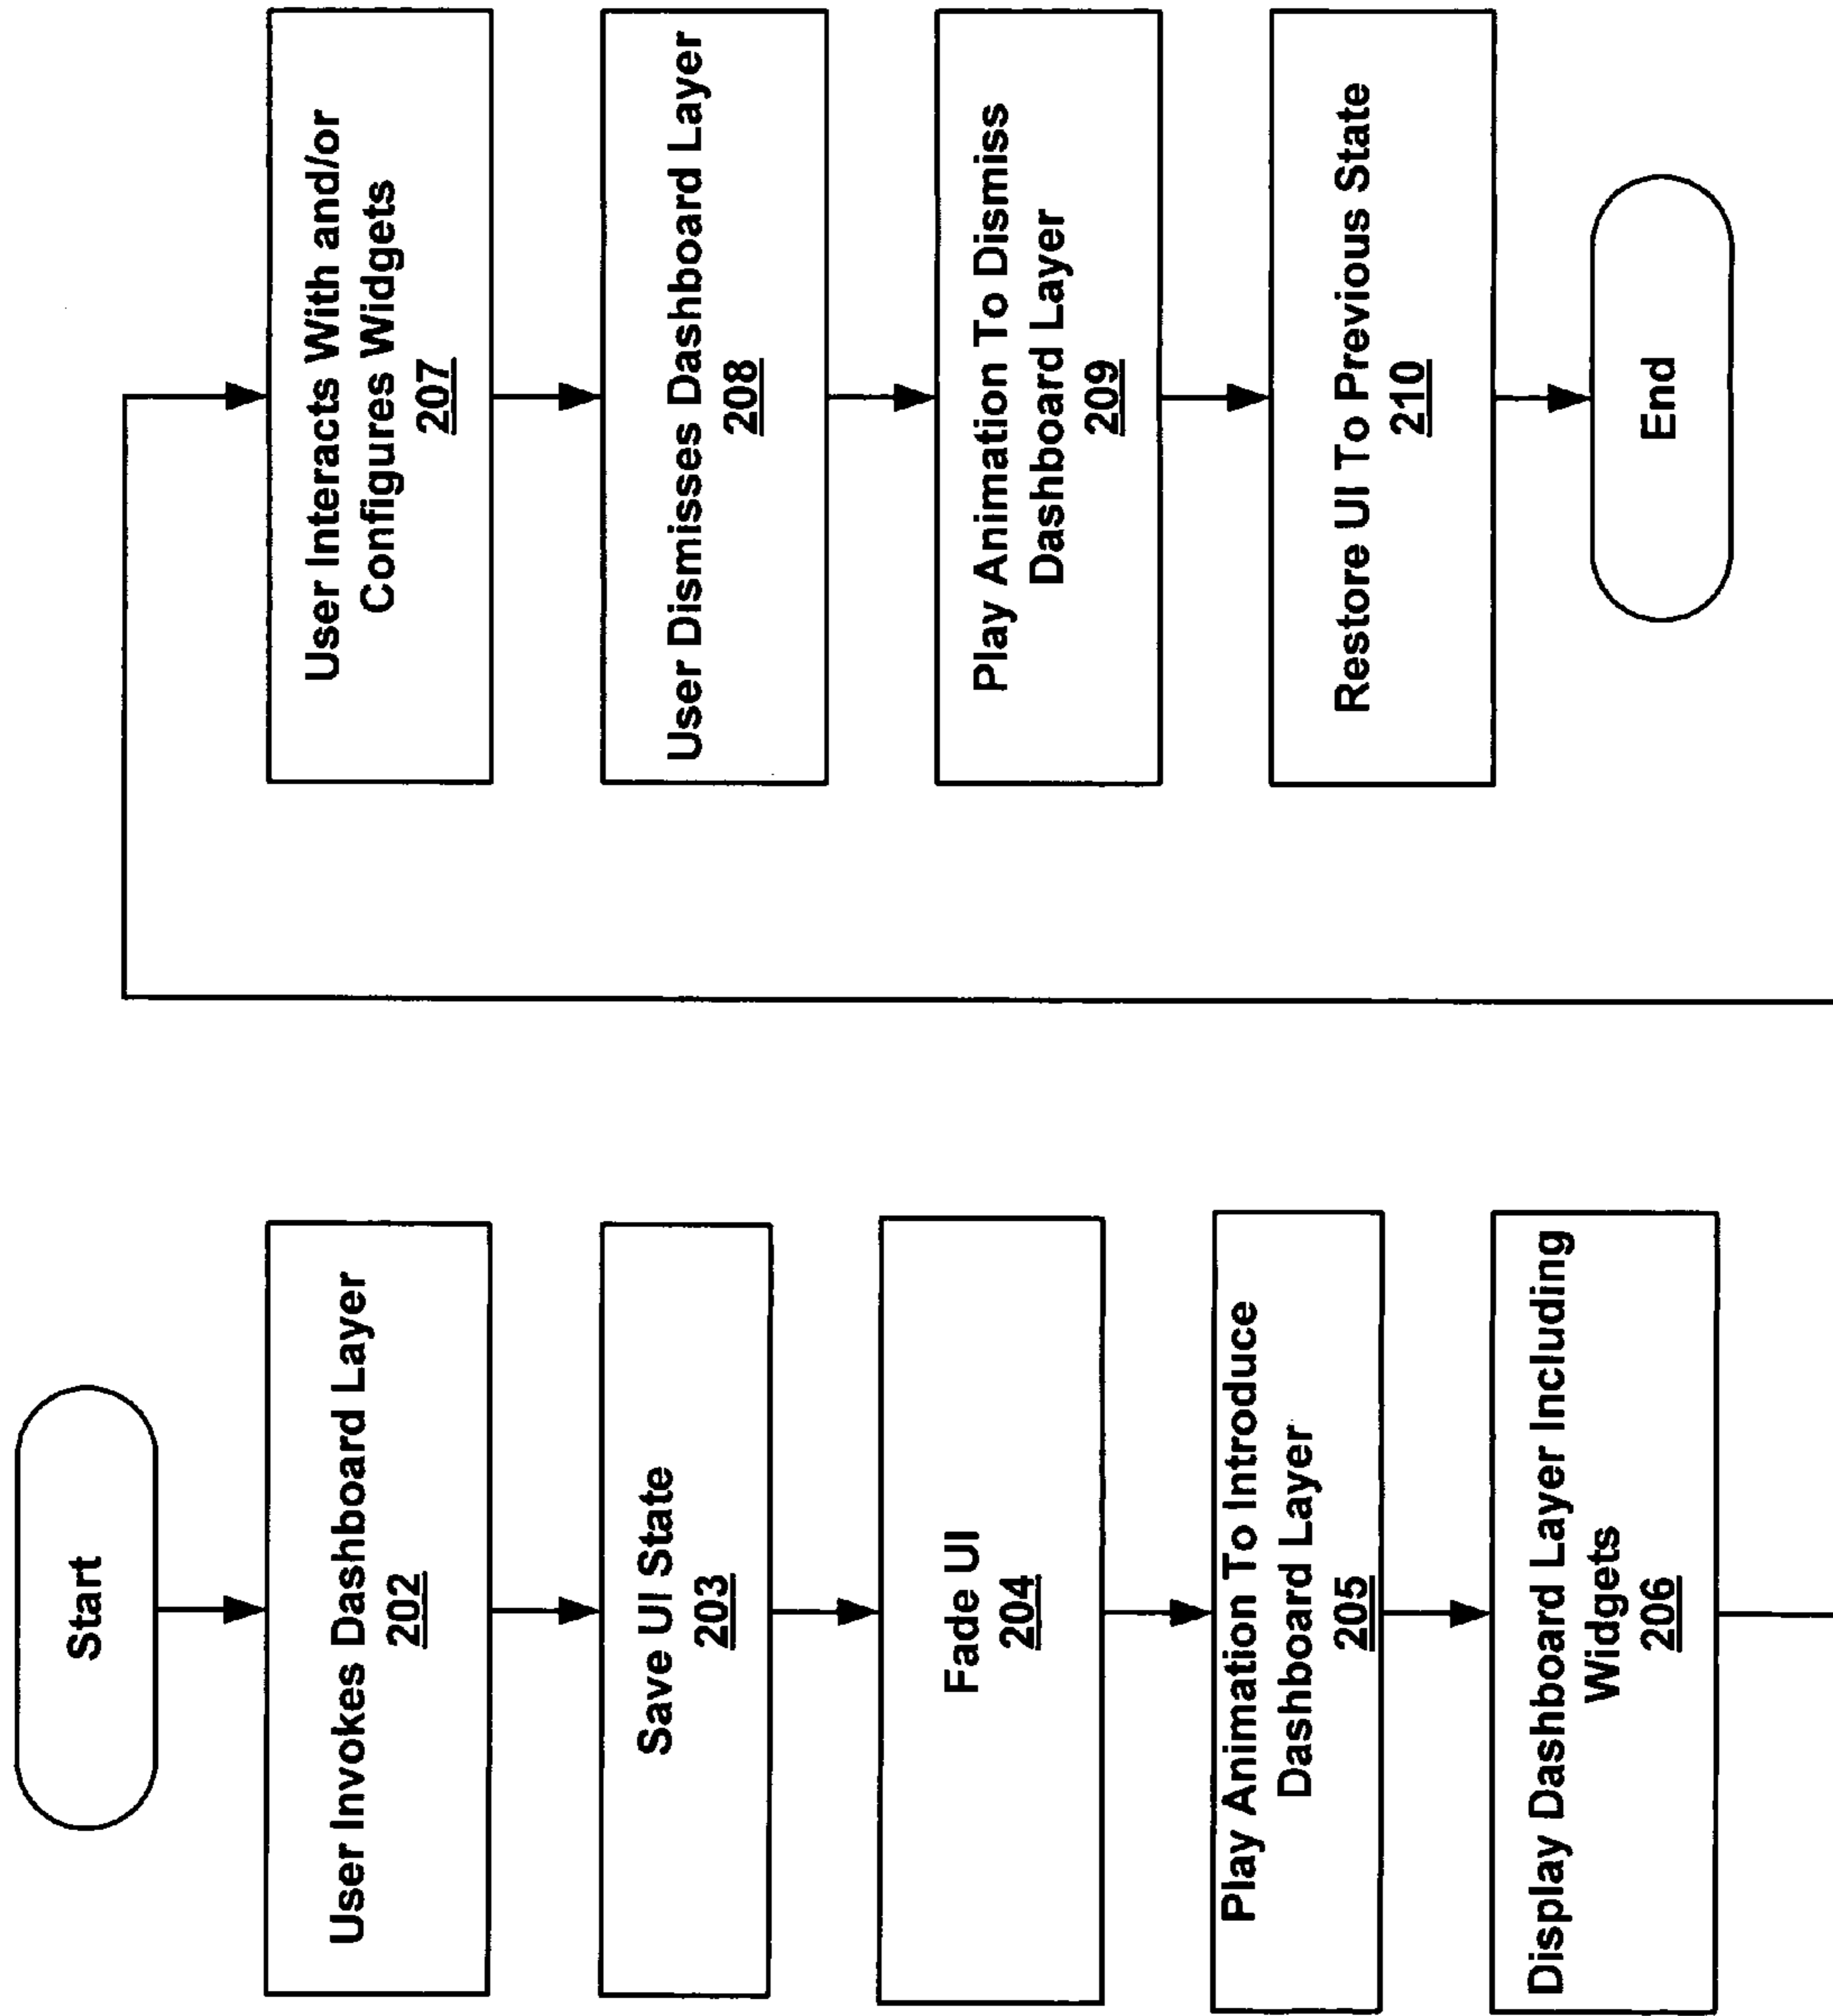 Start
User Invokes Dashboard Layer
202
Save UI State
203
Fade UI
204
Play Animation To Introduce
Dashboard Layer
205
Display Dashboard Layer Including
Widgets
206
User Interacts With and/or
Configures Widgets
207
User Dismisses Dashboard Layer
208
Play Animation To Dismiss
Dashboard Layer
209
Restore UI To Previous State
210
End